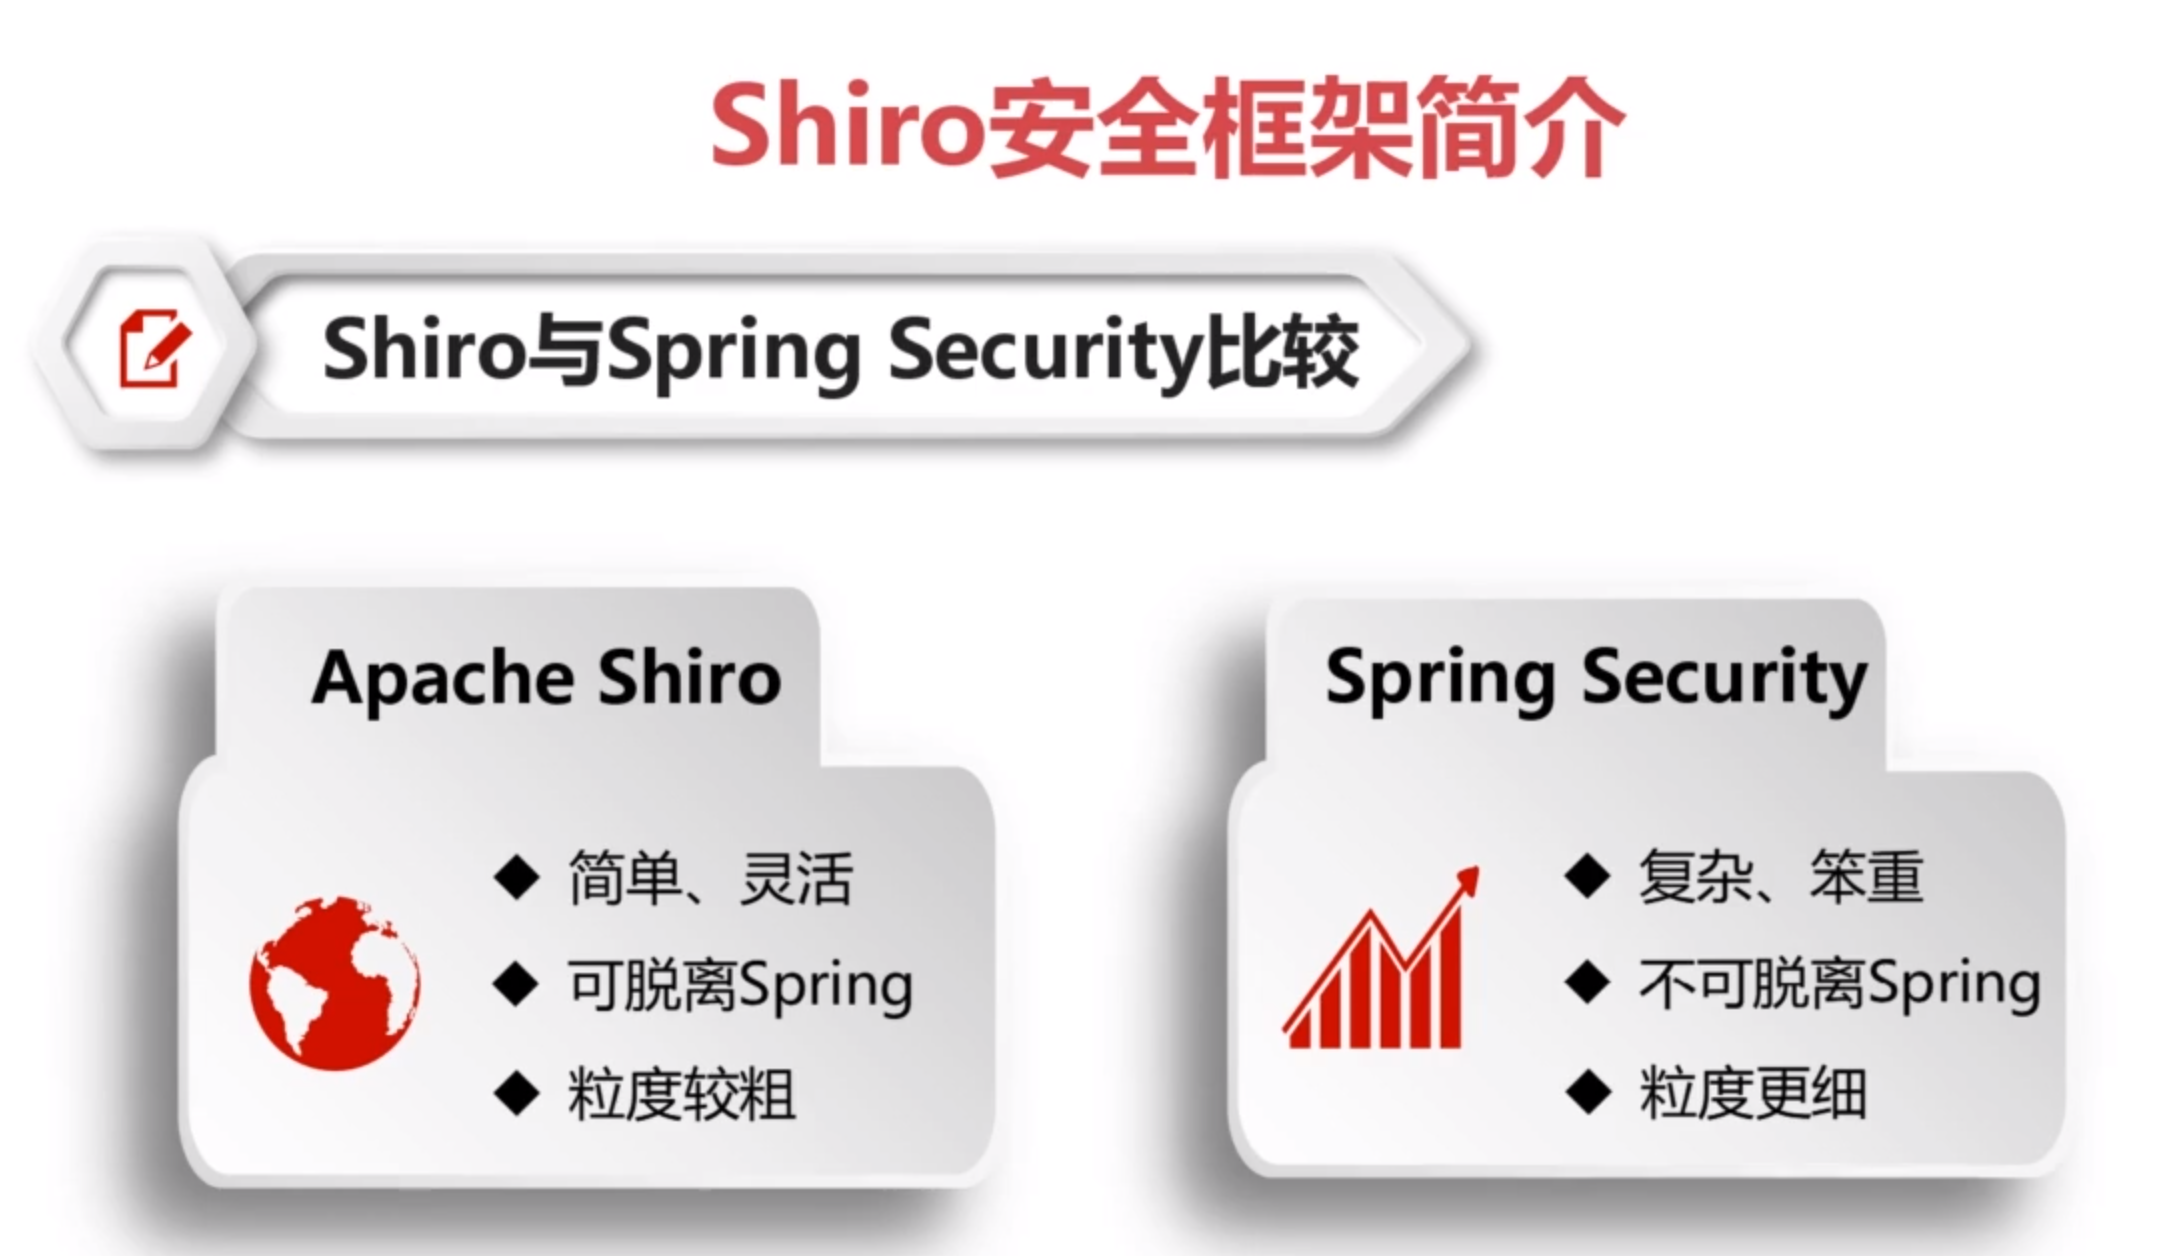 Shiro安全框架简介
Shiro与Spring Security比较
Apache Shiro
简单、灵活
可脱离Spring
粒度较粗
Spring Security
复杂、笨重
不可脱离Spring
粒度更细